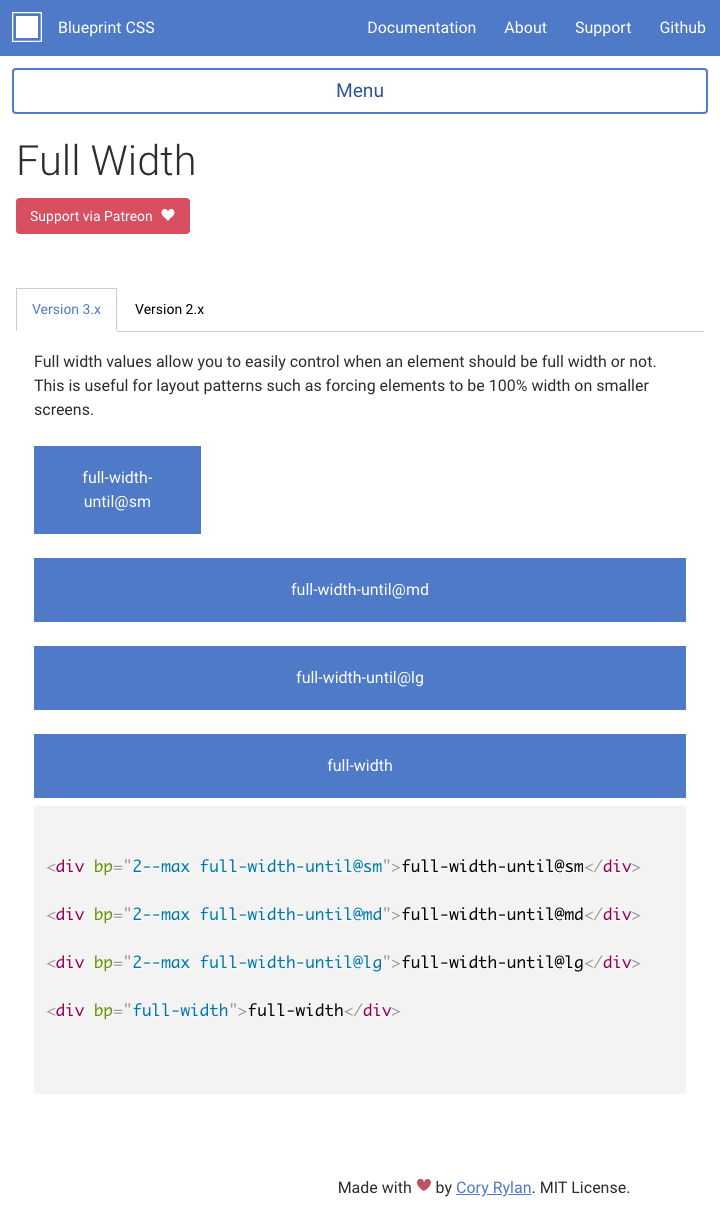 Blueprint CSS Documentation About Support Github
Menu
Full Width
Support via Patreon
Version 3.x Version 2.x
Full width values allow you to easily control when an element should be full width or not.
This is useful for layout patterns such as forcing elements to be 100% width on smaller
screens.
full-width-
until@sm
full-width-until@md
full-width-until@lg
full-width
<div bp="2--max full-width-until@sm">full-width-until@sm</div>
<div bp="2--max full-width-until@md">full-width-until@md</div>
<div bp="2--max full-width-until@lg">full-width-until@lg</div>
<div bp="full-width">full-width</div>
Made with ♥ by Cory Rylan. MIT License.